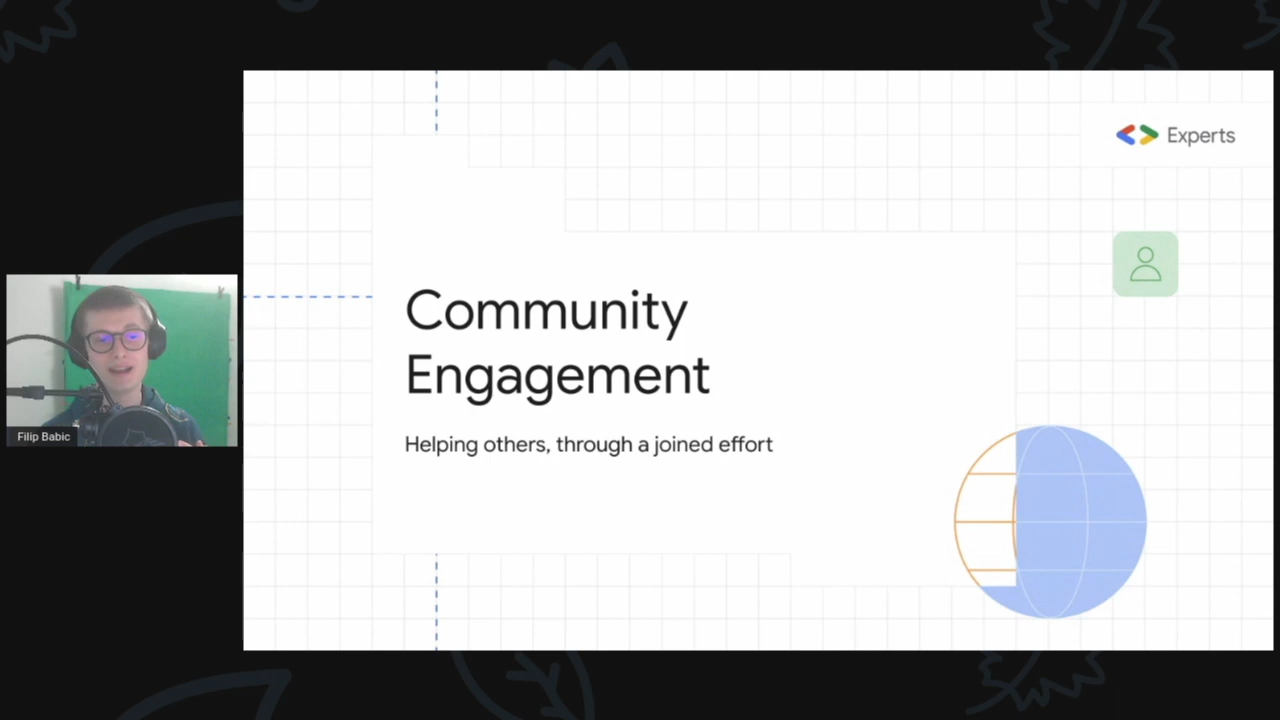 Experts
Community
Engagement
Helping others, through a joined effort
Filip Babic